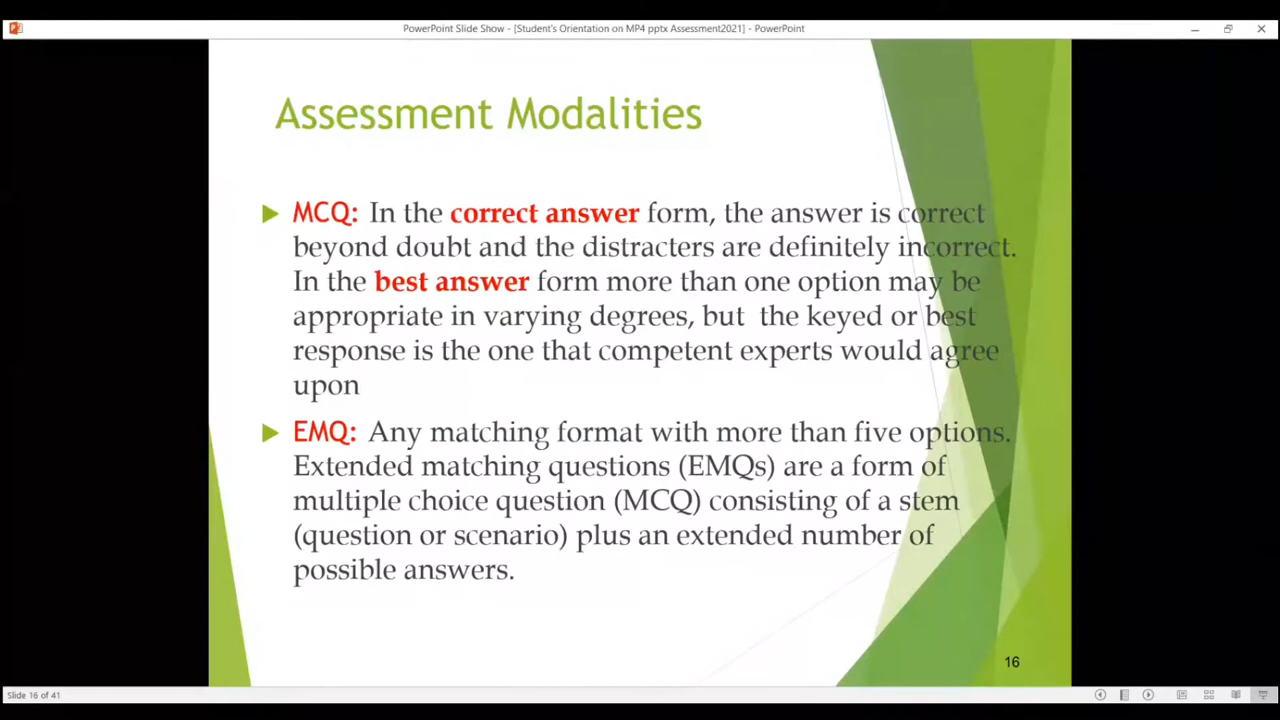 PowerPoint Slide Show - [Student's Orientation on MP4 pptx Assessment2021] - PowerPoint
Assessment Modalities
MCQ: In the correct answer form, the answer is correct
beyond doubt and the distracters are definitely incorrect.
In the best answer form more than one option may be
appropriate in varying degrees, but the keyed or best
response is the one that competent experts would agree
upon
EMQ: Any matching format with more than five options.
Extended matching questions (EMQs) are a form of
multiple choice question (MCQ) consisting of a stem
(question or scenario) plus an extended number of
possible answers.
16
Slide 16 of 41